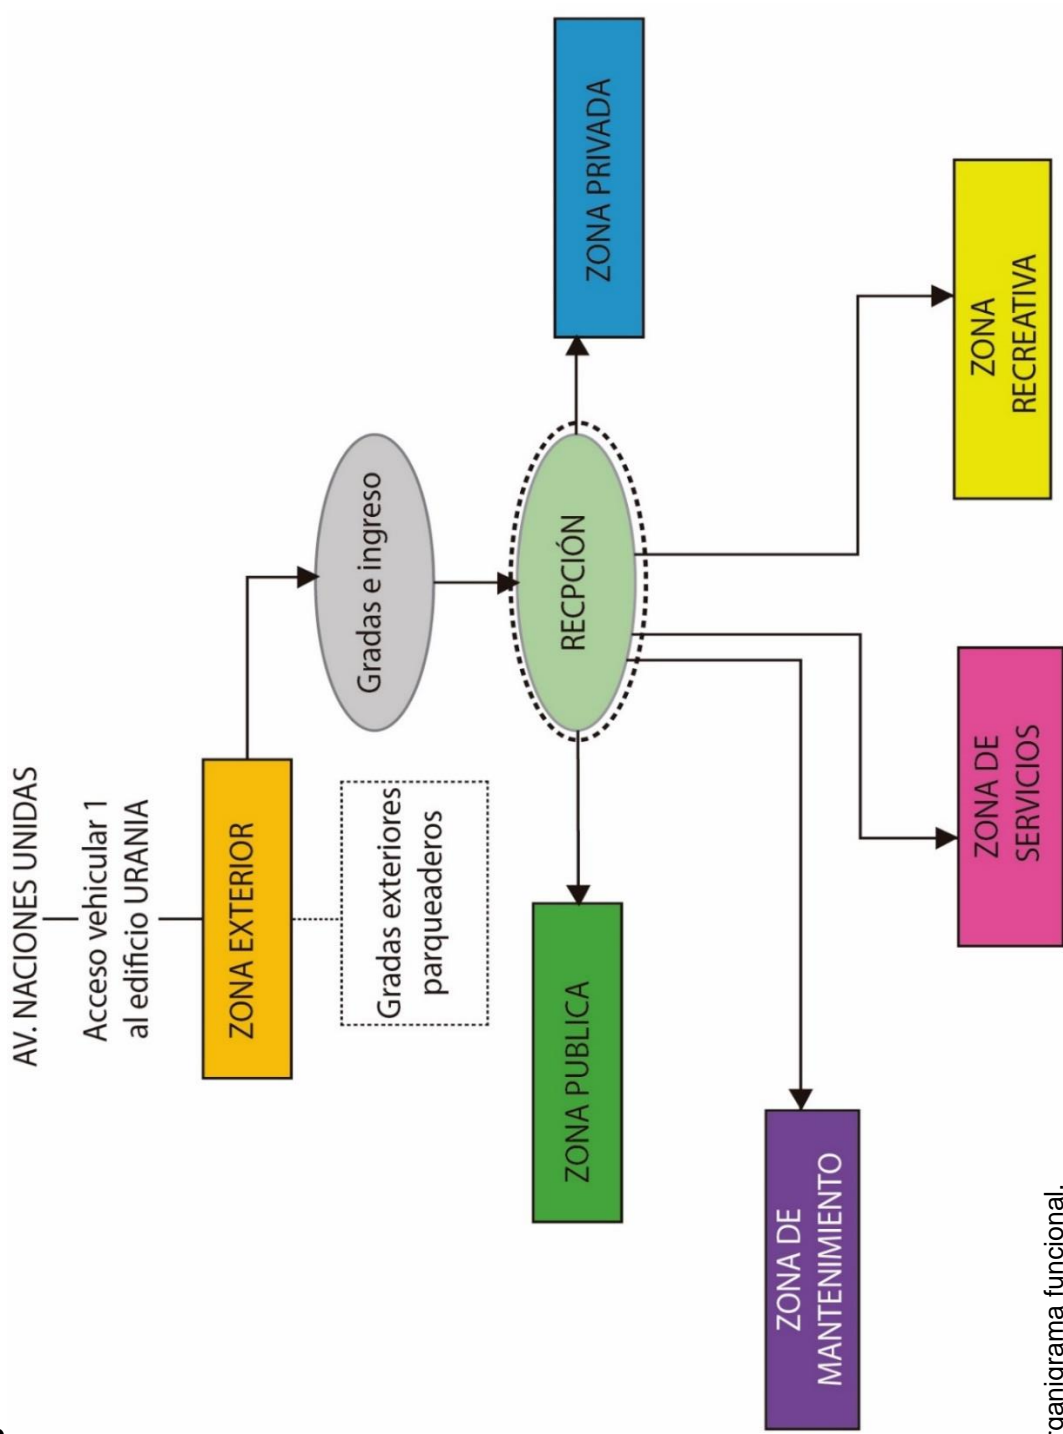 AV. NACIONES UNIDAS
Acceso vehicular 1
al edificio URANIA
ZONA EXTERIOR
Gradas exteriores
parqueaderos
Gradas e ingreso
RECPCIÓN
ZONA PUBLICA
ZONA PRIVADA
ZONA DE
MANTENIMIENTO
ZONA DE
SERVICIOS
ZONA
RECREATIVA
rganigrama funcional.